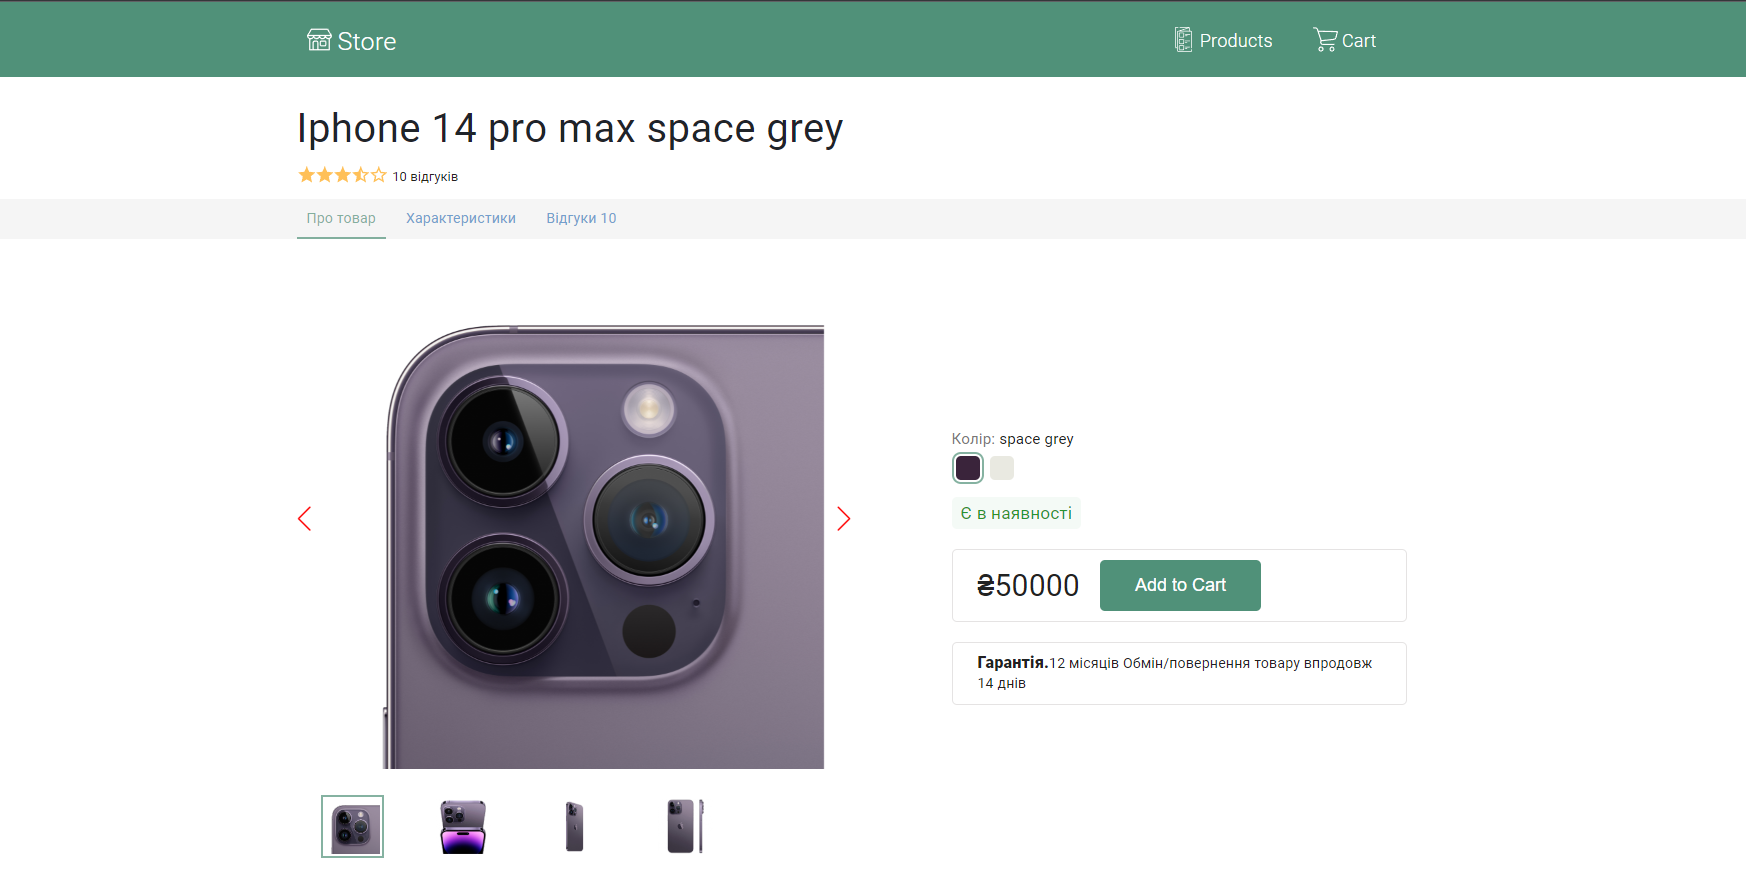 Store
Products
Cart
Iphone 14 pro max space grey
10 відгуків
Про товар
Характеристики
Відгуки 10
Колір: space grey
Є в наявності
₴50000
Add to Cart
Гарантія.12 місяців Обмін/повернення товару впродовж
14 днів